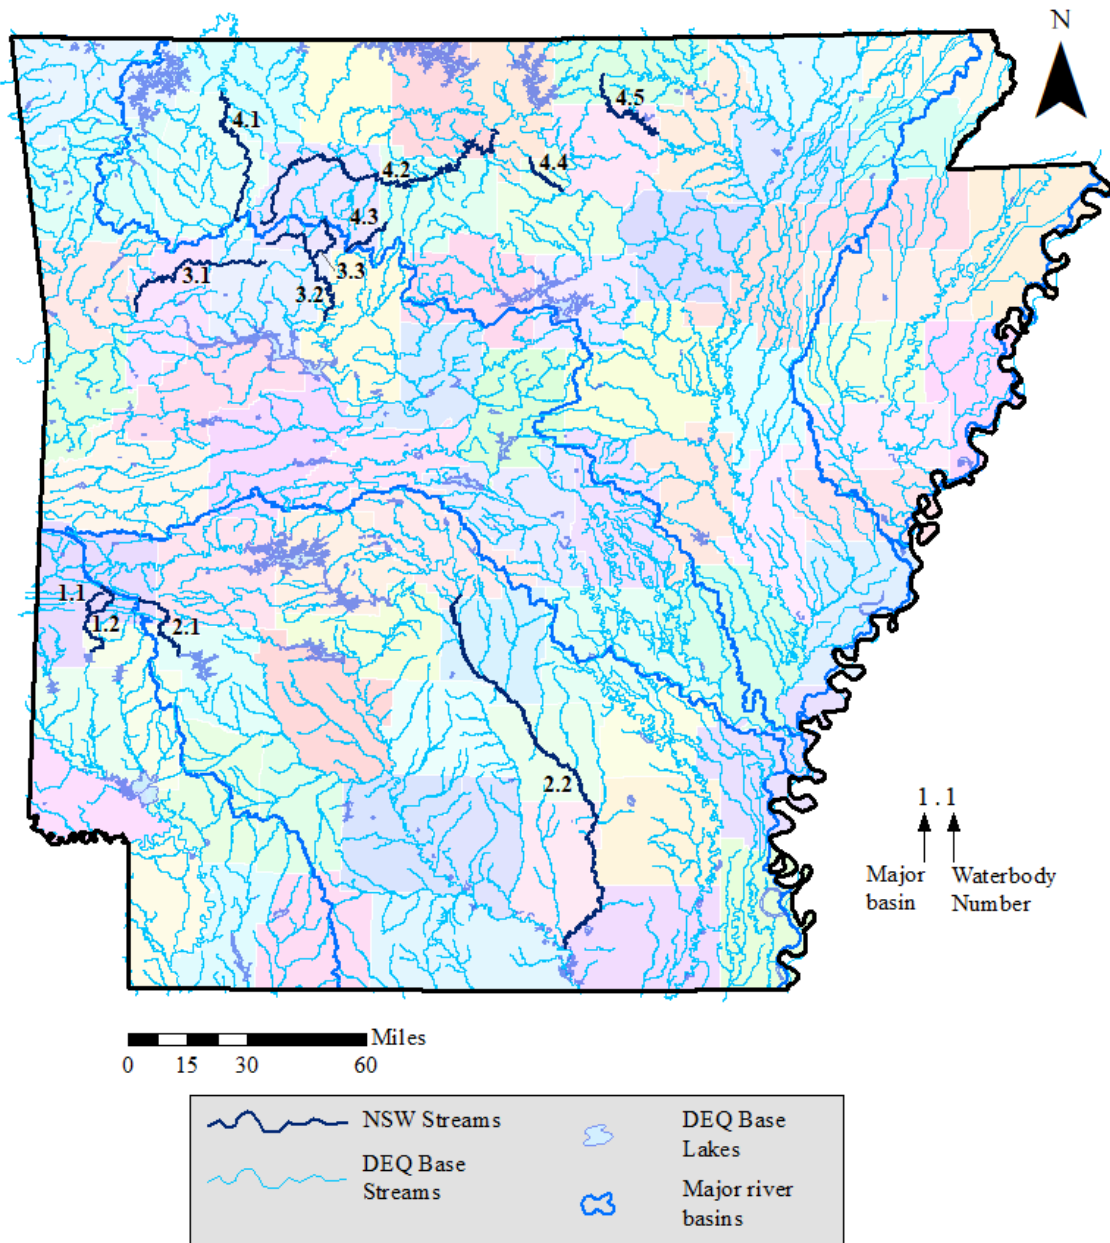 N
4.5
4.1
4.4
4.2
4.3
3.3
3.1
3.2
1.1
1.2
2.1
2.2
1 . 1
Major Waterbody
basin Number
Miles
0 15 30 60
NSW Streams
DEQ Base
Streams
DEQ Base
Lakes
Major river
basins